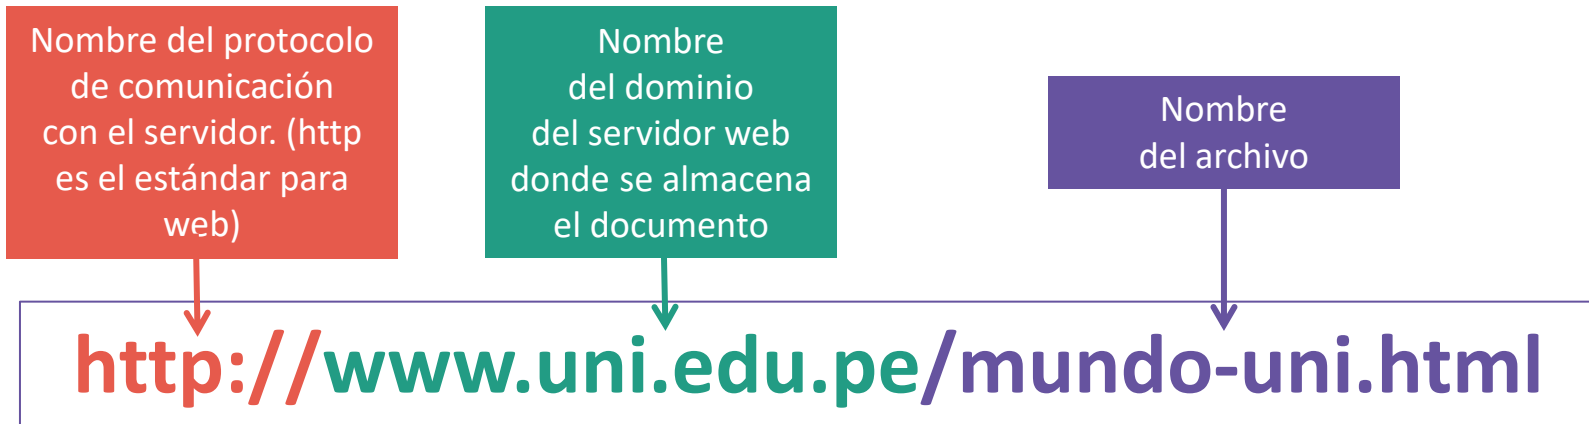 Nombre del protocolo
de comunicación
con el servidor. (http
es el estándar para
web)
Nombre
del dominio
del servidor web
donde se almacena
el documento
Nombre
del archivo
http://www.uni.edu.pe/mundo-uni.html